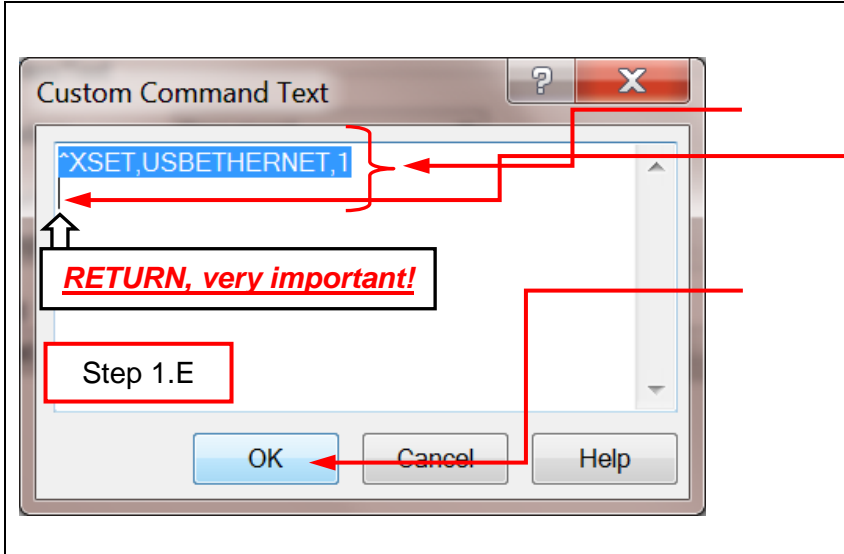 Custom Command Text
^XSET,USBETHERNET,1
RETURN, very important!
Step 1.E
OK
Cancel
Help